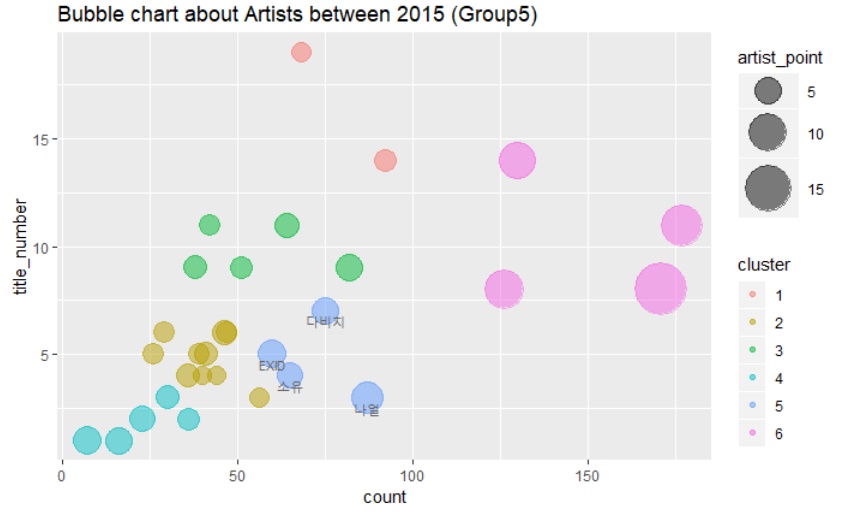 Bubble chart about Artists between 2015 (Group5)
title_number
15
10
5
0
50
100
150
count
다비치
EXID
소유
나울
artist_point
5
10
15
cluster
1
2
3
4
5
6